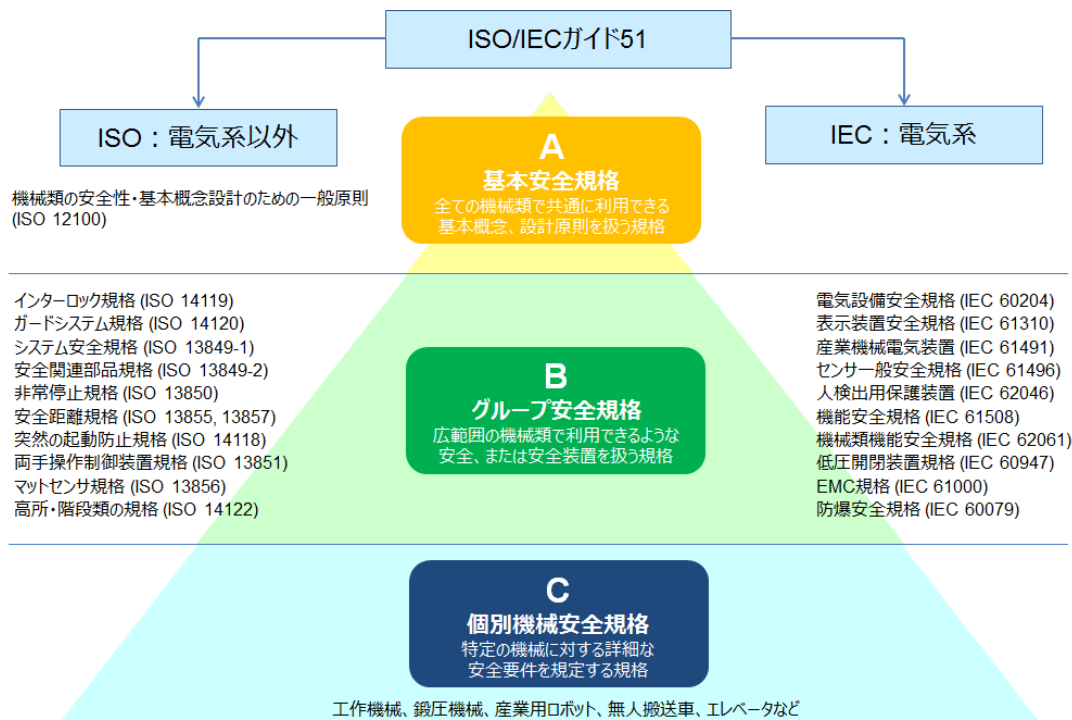 ISO/IECガイド51
ISO：電気系以外
IEC：電気系
A
基本安全規格
全ての機械類で共通に利用できる
基本概念、設計原則を扱う規格
機械類の安全性・基本概念設計のための一般原則
(ISO 12100)
インターロック規格 (ISO 14119)
ガードシステム規格 (ISO 14120)
システム安全規格 (ISO 13849-1)
安全関連部品規格 (ISO 13849-2)
非常停止規格 (ISO 13850)
安全距離規格 (ISO 13855, 13857)
突然の起動防止規格 (ISO 14118)
両手操作制御装置規格 (ISO 13851)
マットセンサ規格 (ISO 13856)
高所・階段類の規格 (ISO 14122)
B
グループ安全規格
広範囲の機械類で利用できるような
安全、または安全装置を扱う規格
電気設備安全規格 (IEC 60204)
表示装置安全規格 (IEC 61310)
産業機械電気装置 (IEC 61491)
センサ一般安全規格 (IEC 61496)
人検出用保護装置 (IEC 62046)
機能安全規格 (IEC 61508)
機械類機能安全規格 (IEC 62061)
低圧開閉装置規格 (IEC 60947)
EMC規格 (IEC 61000)
防爆安全規格 (IEC 60079)
C
個別機械安全規格
特定の機械に対する詳細な
安全要件を規定する規格
工作機械、鍛圧機械、産業用ロボット、無人搬送車、エレベータなど